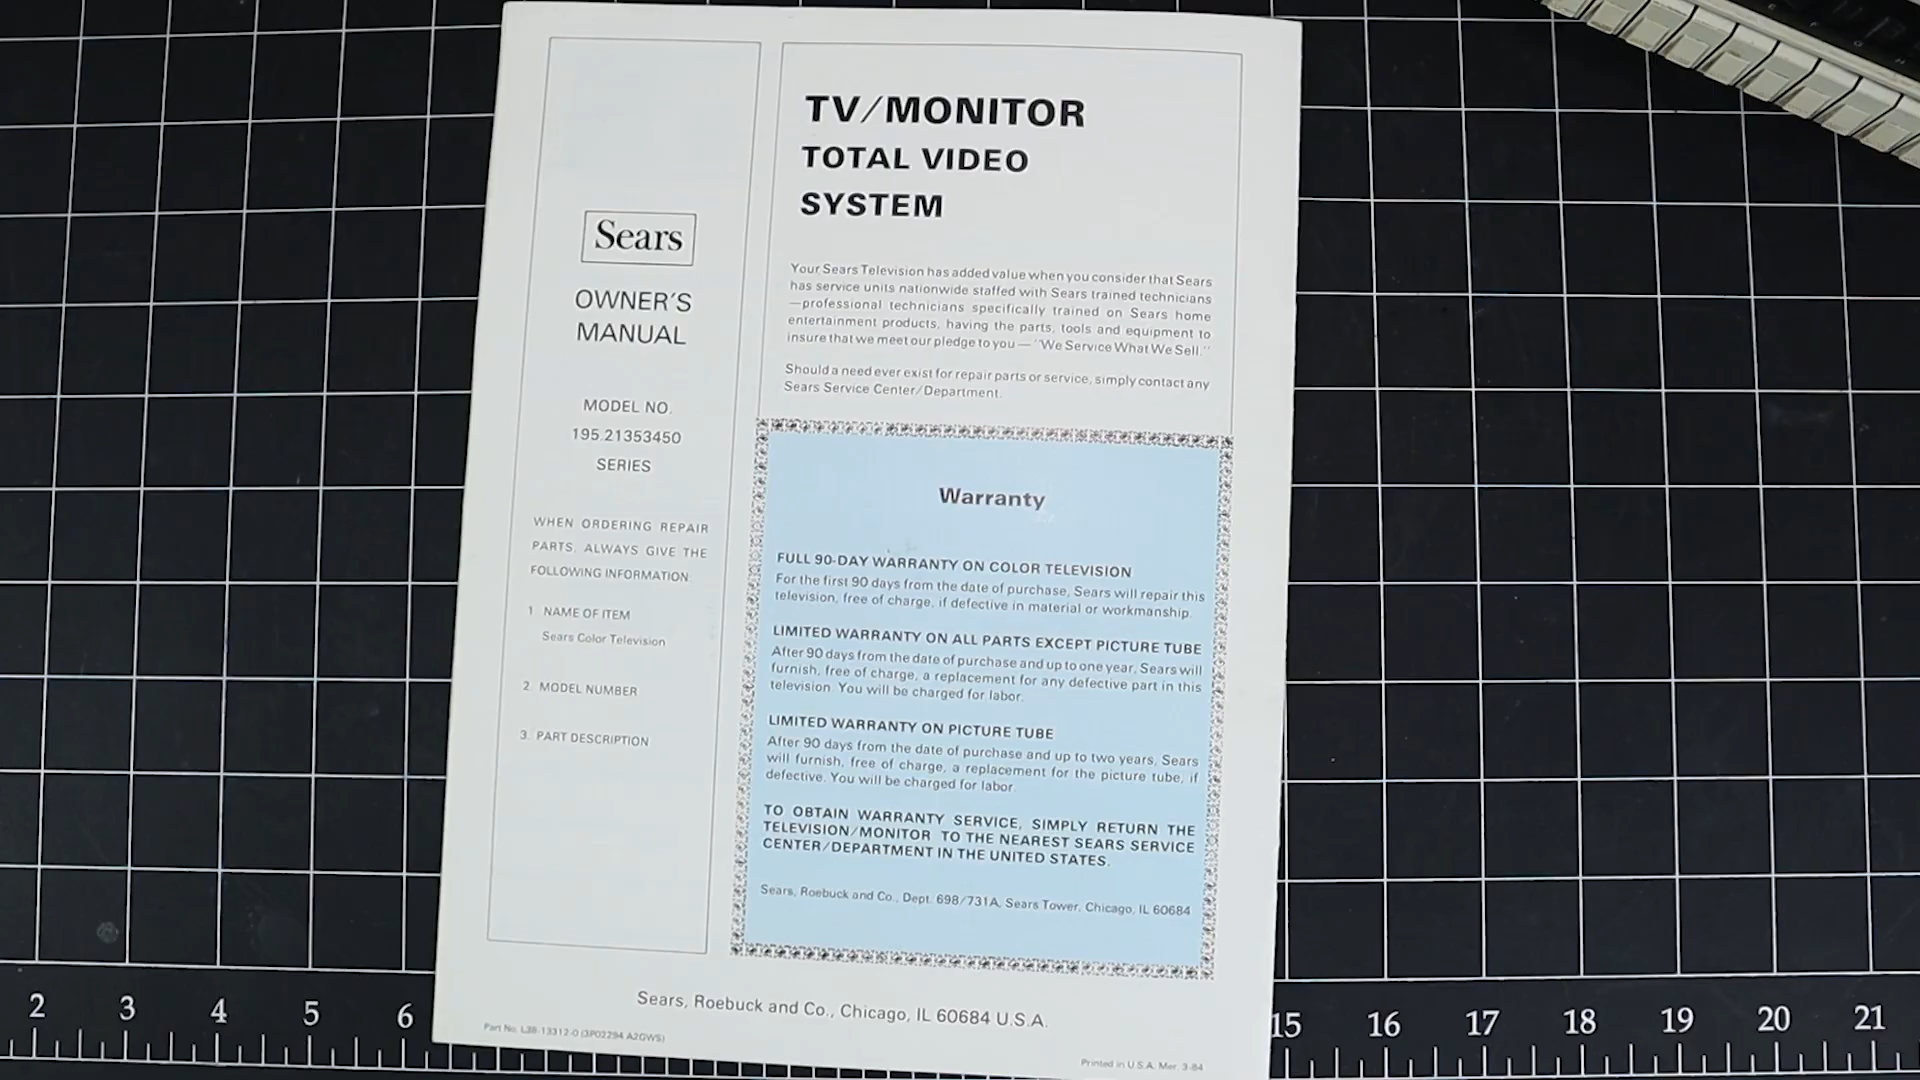 Sears
OWNER'S
MANUAL
MODEL NO.
195.21353450
SERIES
WHEN ORDERING REPAIR
PARTS, ALWAYS GIVE THE
FOLLOWING INFORMATION:
1. NAME OF ITEM
Sears Color Television
2. MODEL NUMBER
3. PART DESCRIPTION
TV/MONITOR
TOTAL VIDEO
SYSTEM
Your Sears Television has added value when you consider that Sears
has service units nationwide staffed with Sears trained technicians
—professional technicians specifically trained on Sears home
entertainment products, having the parts, tools and equipment to
insure that we meet our pledge to you — "We Service What We Sell."
Should a need ever exist for repair parts or service, simply contact any
Sears Service Center/Department.
Warranty
FULL 90-DAY WARRANTY ON COLOR TELEVISION
For the first 90 days from the date of purchase, Sears will repair this
television, free of charge, if defective in material or workmanship.
LIMITED WARRANTY ON ALL PARTS EXCEPT PICTURE TUBE
After 90 days from the date of purchase and up to one year, Sears will
furnish, free of charge, a replacement for any defective part in this
television. You will be charged for labor.
LIMITED WARRANTY ON PICTURE TUBE
After 90 days from the date of purchase and up to two years, Sears
will furnish, free of charge, a replacement for the picture tube, if
defective. You will be charged for labor.
TO OBTAIN WARRANTY SERVICE, SIMPLY RETURN THE
TELEVISION/MONITOR TO THE NEAREST SEARS SERVICE
CENTER/DEPARTMENT IN THE UNITED STATES.
Sears, Roebuck and Co., Dept. 698/731A, Sears Tower, Chicago, IL 60684
Sears, Roebuck and Co., Chicago, IL 60684 U.S.A.
Part No. L38-13312-0 (3P02294 A2GWS)
Printed in U.S.A. Mer. 3-84
2 3 4 5 6 15 16 17 18 19 20 21